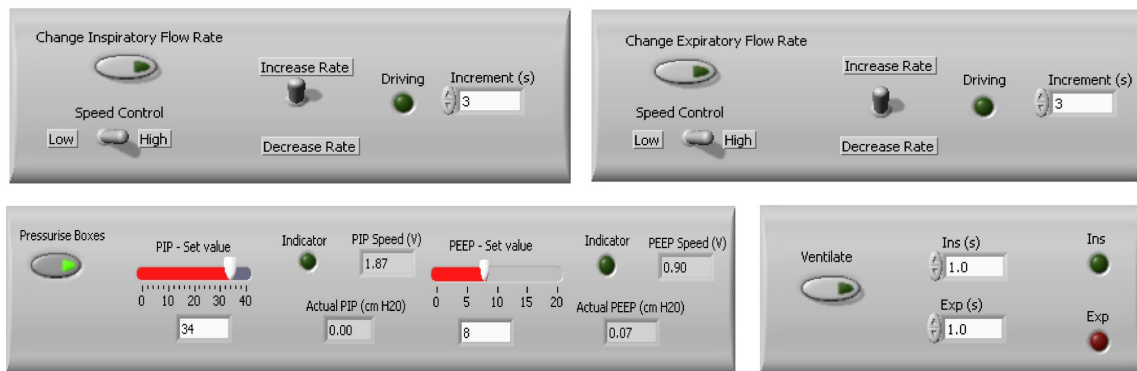 Change Inspiratory Flow Rate
Increase Rate
Driving
Increment (s)
3
Speed Control
Low
High
Decrease Rate
Change Expiratory Flow Rate
Increase Rate
Driving
Increment (s)
3
Speed Control
Low
High
Decrease Rate
Pressurise Boxes
PIP - Set value
0 10 20 30 40
34
Indicator
PIP Speed (V)
1.87
Actual PIP (cm H20)
0.00
PEEP - Set value
0 5 10 15 20
8
Indicator
PEEP Speed (V)
0.90
Actual PEEP (cm H20)
0.07
Ventilate
Ins (s)
1.0
Exp (s)
1.0
Ins
Exp